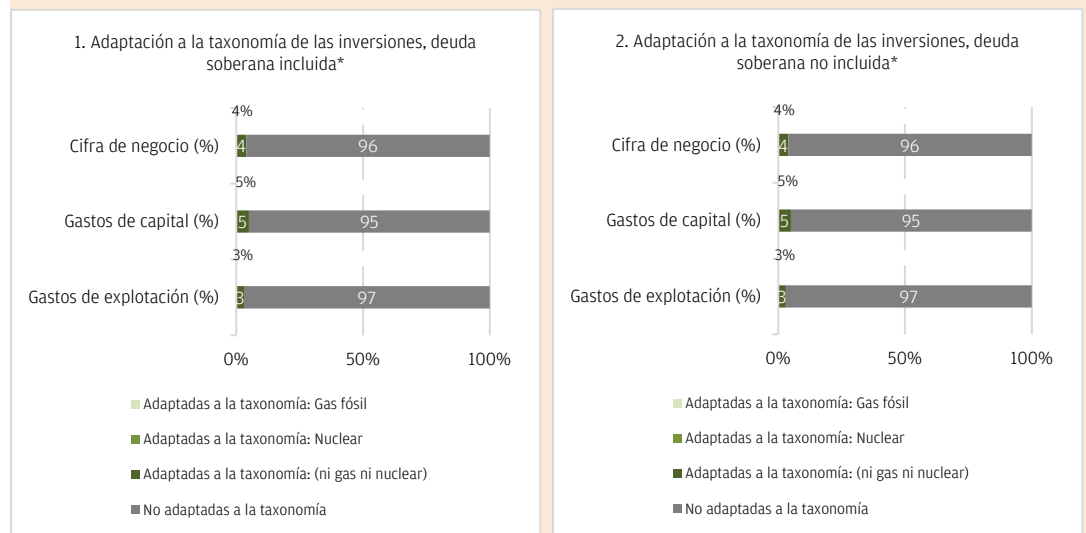 1. Adaptación a la taxonomía de las inversiones, deuda
soberana incluida*
4%
Cifra de negocio (%)
4 96
5%
Gastos de capital (%)
5 95
3%
Gastos de explotación (%)
3 97
0% 50% 100%
Adaptadas a la taxonomía: Gas fósil
Adaptadas a la taxonomía: Nuclear
Adaptadas a la taxonomía: (ni gas ni nuclear)
No adaptadas a la taxonomía
2. Adaptación a la taxonomía de las inversiones, deuda
soberana no incluida*
4%
Cifra de negocio (%)
4 96
5%
Gastos de capital (%)
5 95
3%
Gastos de explotación (%)
3 97
0% 50% 100%
Adaptadas a la taxonomía: Gas fósil
Adaptadas a la taxonomía: Nuclear
Adaptadas a la taxonomía: (ni gas ni nuclear)
No adaptadas a la taxonomía